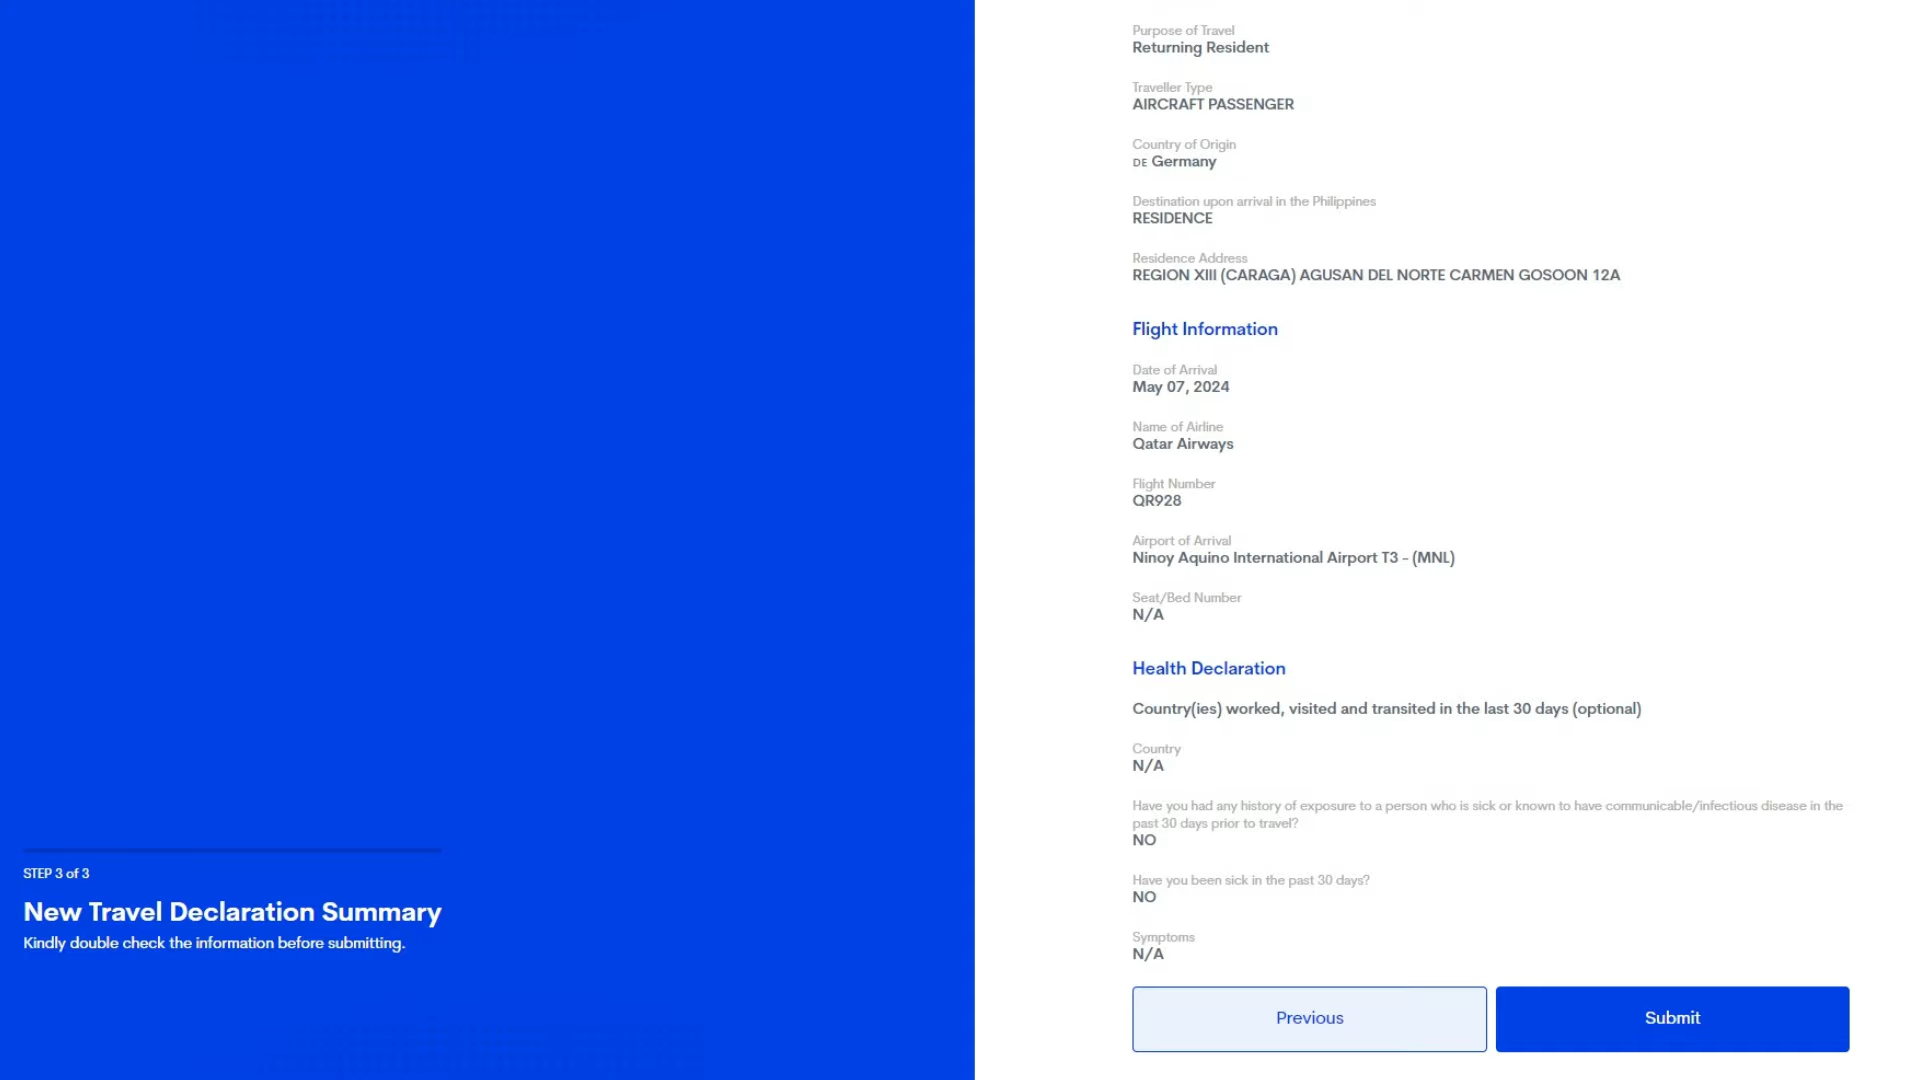 Purpose of Travel
Returning Resident
Traveller Type
AIRCRAFT PASSENGER
Country of Origin
DE Germany
Destination upon arrival in the Philippines
RESIDENCE
Residence Address
REGION XIII (CARAGA) AGUSAN DEL NORTE CARMEN GOSOON 12A
Flight Information
Date of Arrival
May 07, 2024
Name of Airline
Qatar Airways
Flight Number
QR928
Airport of Arrival
Ninoy Aquino International Airport T3 - (MNL)
Seat/Bed Number
N/A
Health Declaration
Country(ies) worked, visited and transited in the last 30 days (optional)
Country
N/A
Have you had any history of exposure to a person who is sick or known to have communicable/infectious disease in the
past 30 days prior to travel?
NO
Have you been sick in the past 30 days?
NO
Symptoms
N/A
Previous
Submit
STEP 3 of 3
New Travel Declaration Summary
Kindly double check the information before submitting.